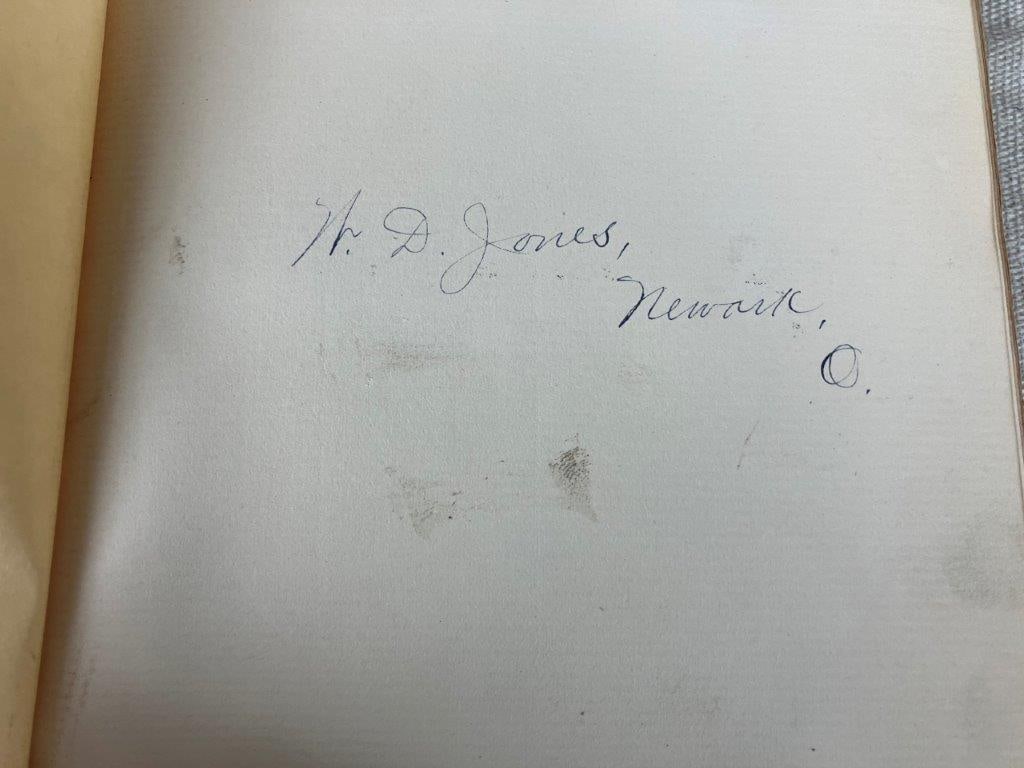 W. D. Jones,
Newark,
O.